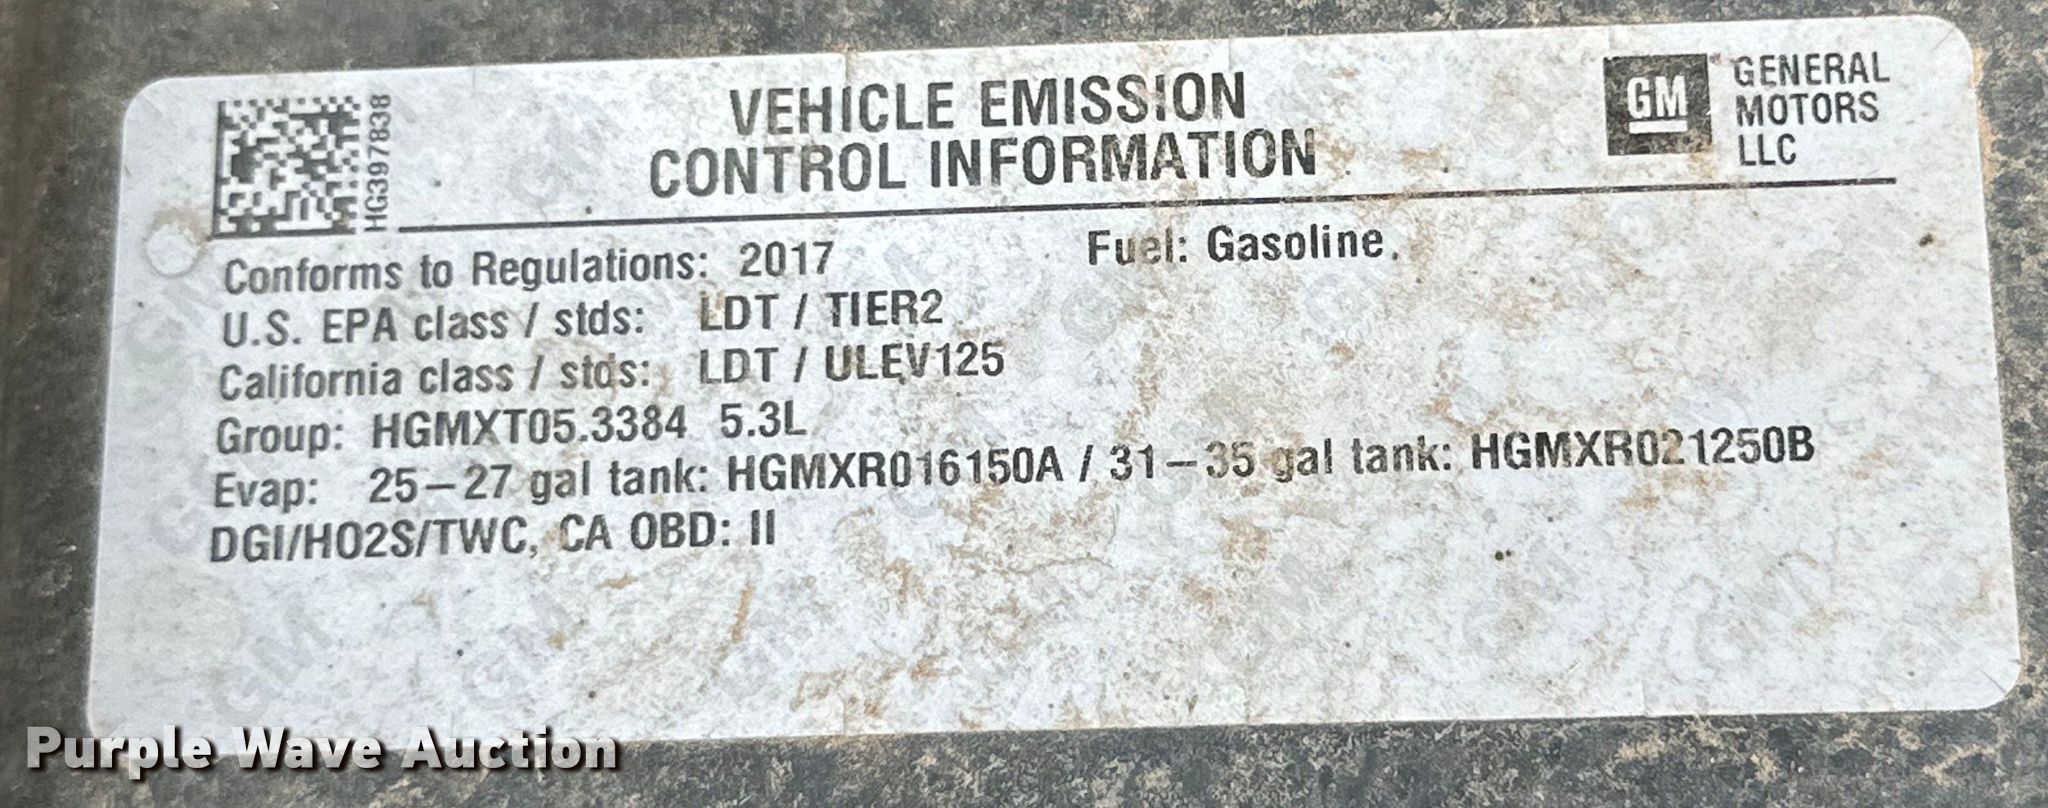 HG397838
VEHICLE EMISSION
CONTROL INFORMATION
GM
GENERAL
MOTORS
LLC
Conforms to Regulations: 2017 Fuel: Gasoline.
U.S. EPA class / stds: LDT / TIER2
California class / stds: LDT / ULEV125
Group: HGMXT05.3384 5.3L
Evap: 25-27 gal tank: HGMXR016150A / 31-35 gal tank: HGMXR021250B
DGI/HO2S/TWC, CA OBD: II
Purple Wave Auction